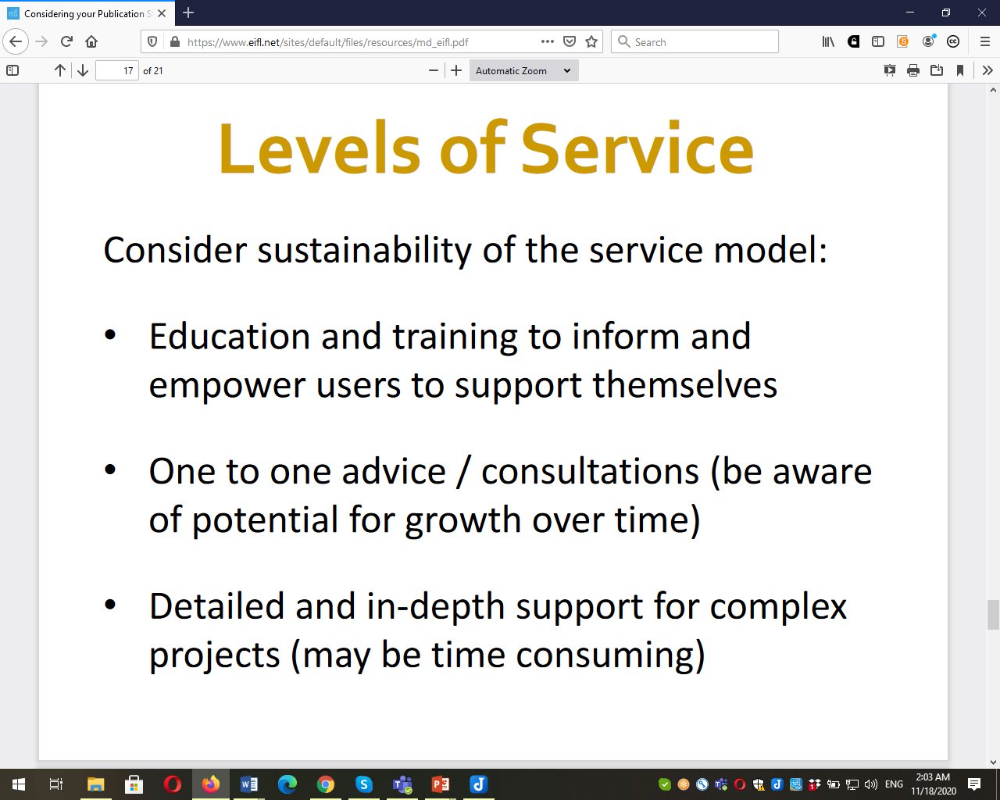 eifl
Considering your Publication S
https://www.eifl.net/sites/default/files/resources/md_eifl.pdf
Search
17 of 21
Automatic Zoom
Levels of Service
Consider sustainability of the service model:
• Education and training to inform and
empower users to support themselves
• One to one advice / consultations (be aware
of potential for growth over time)
• Detailed and in-depth support for complex
projects (may be time consuming)
ENG
2:03 AM
11/18/2020